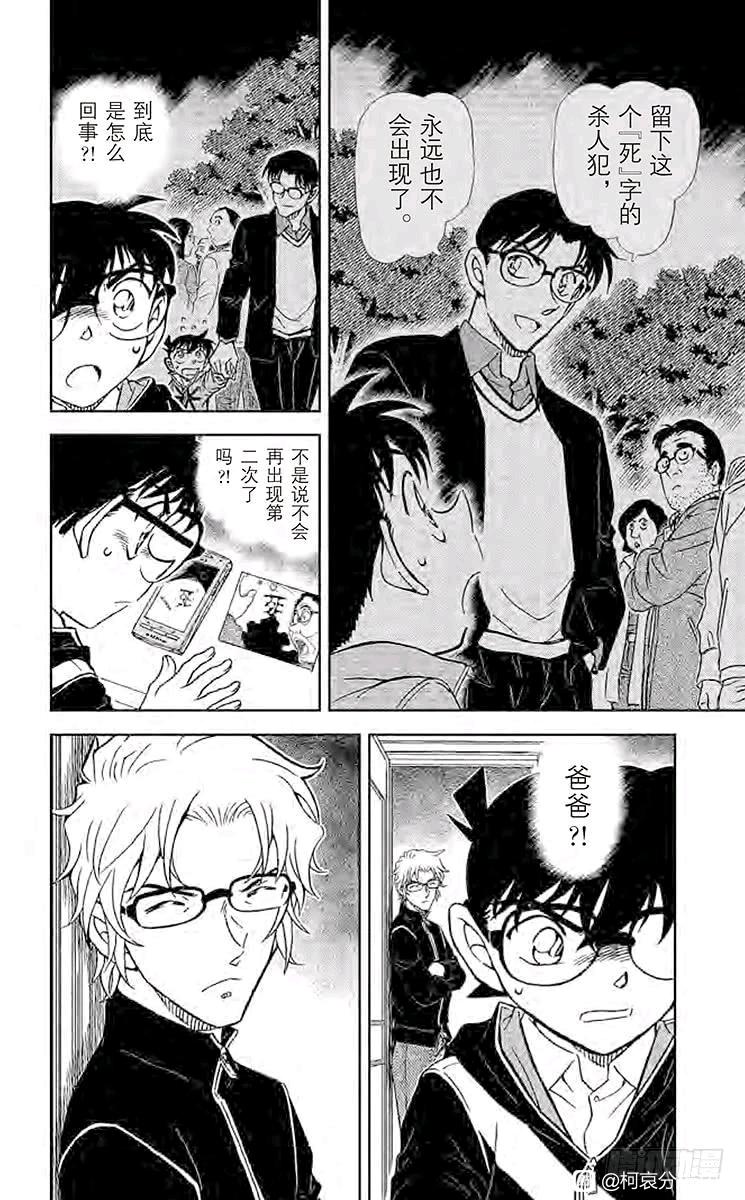 留下这
个『死』字的
杀人犯，
永远也不
会出现了。
到底
是怎么
回事?!
不是说不会
再出现第
二次了
吗?!
死
死
爸爸?!
@柯哀分